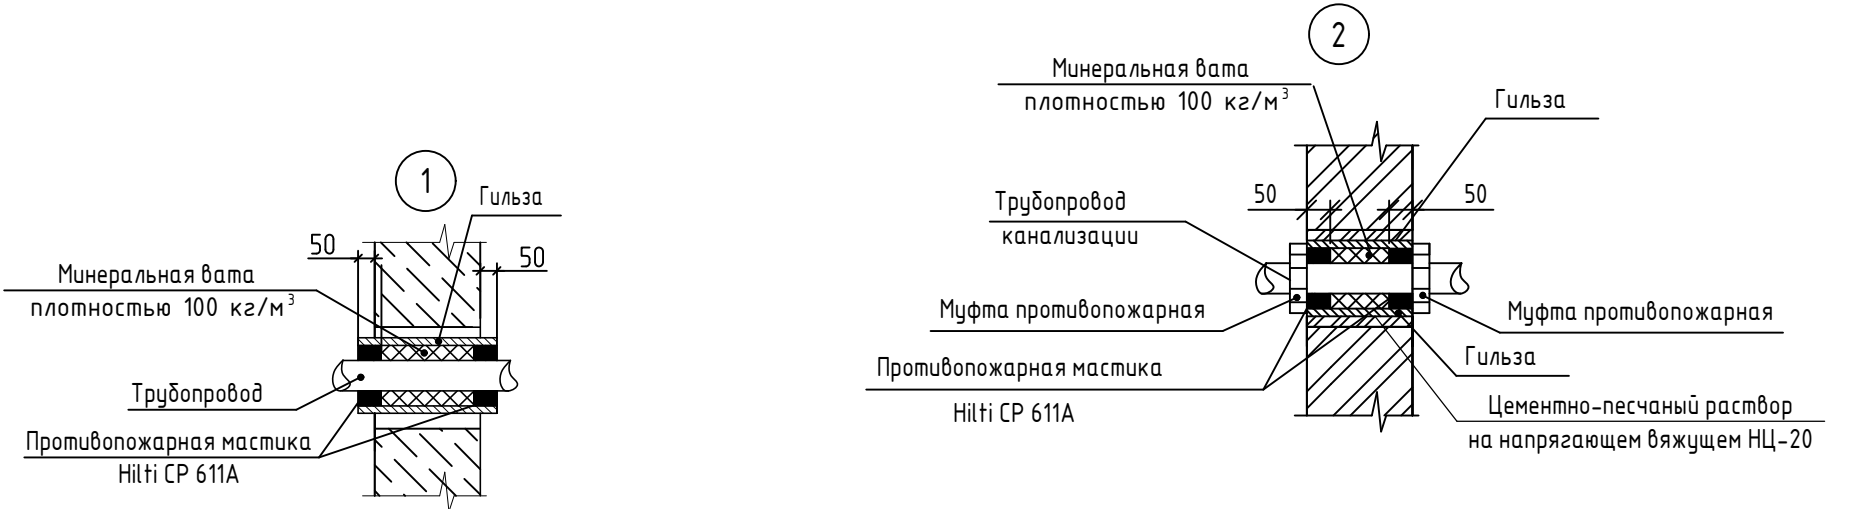 1
Гильза
50
50
Минеральная вата
плотностью 100 кг/м³
Трубопровод
Противопожарная мастика
Hilti CP 611A
2
Минеральная вата
плотностью 100 кг/м³
Гильза
50
50
Трубопровод
канализации
Муфта противопожарная
Муфта противопожарная
Противопожарная мастика
Hilti CP 611A
Гильза
Цементно-песчаный раствор
на напрягающем вяжущем НЦ-20